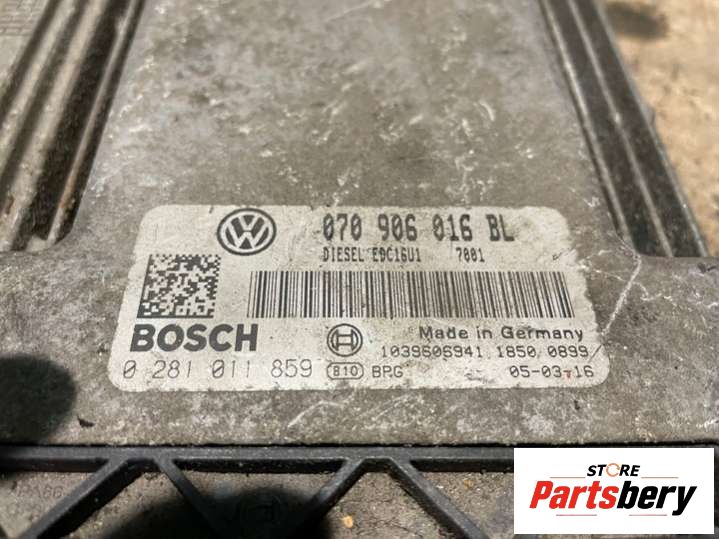 070 906 016 BL
DIESEL EDC16U1 7001
BOSCH
Made in Germany
1039S06941 1850 0899
0 281 011 859 810 BPG 05-03-16
STORE
Partsbery